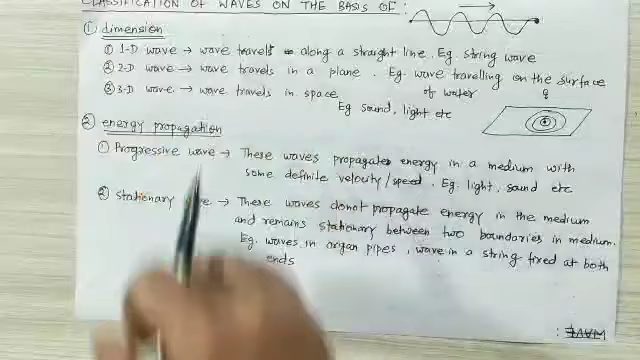 CLASSIFICATION OF WAVES ON THE BASIS OF :
① dimension
① 1-D wave → wave travels along a straight line. Eg. string wave
② 2-D wave → wave travels in a plane. Eg. wave travelling on the surface of water
③ 3-D wave → wave travels in space
Eg sound, light etc
② energy propagation
① Progressive wave → These waves propagates energy in a medium with
some definite velocity/speed. Eg. light, sound etc
② Stationary → These waves donot propagate energy in the medium
and remains stationary between two boundaries in medium.
Eg. waves in organ pipes, wave in a string fixed at both
ends